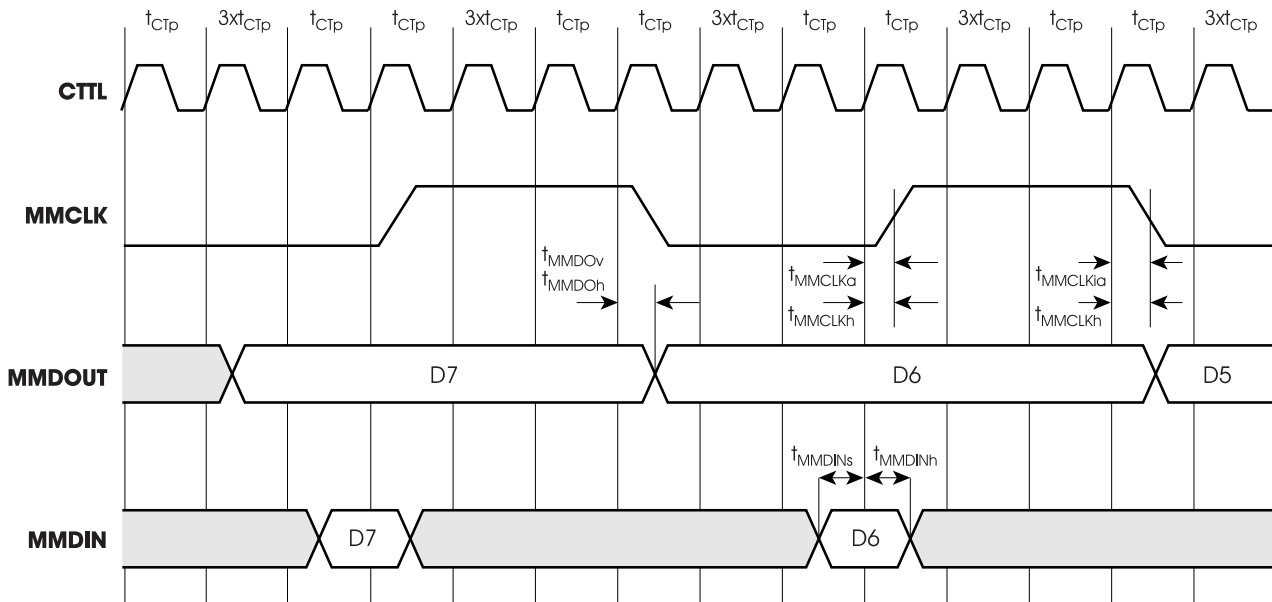 tCTp 3xtCTp tCTp tCTp 3xtCTp tCTp tCTp 3xtCTp tCTp tCTp 3xtCTp tCTp tCTp 3xtCTp
CTTL
MMCLK
tMMDOv
tMMDOh
tMMCLKa
tMMCLKh
tMMCLKia
tMMCLKh
MMDOUT D7 D6 D5
tMMDINs tMMDINh
MMDIN D7 D6